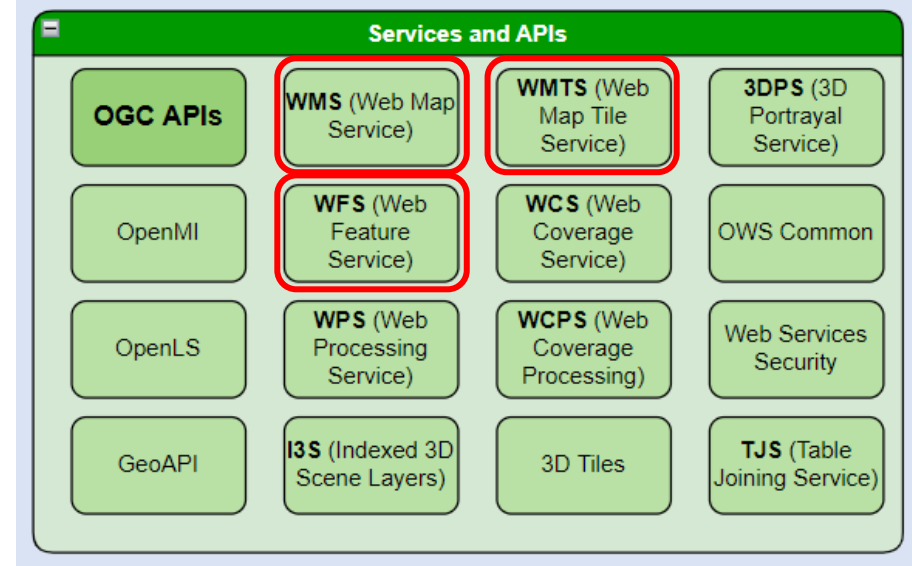 Services and APIs
OGC APIs
WMS (Web Map
Service)
WMTS (Web
Map Tile
Service)
3DPS (3D
Portrayal
Service)
OpenMI
WFS (Web
Feature
Service)
WCS (Web
Coverage
Service)
OWS Common
OpenLS
WPS (Web
Processing
Service)
WCPS (Web
Coverage
Processing)
Web Services
Security
GeoAPI
I3S (Indexed 3D
Scene Layers)
3D Tiles
TJS (Table
Joining Service)